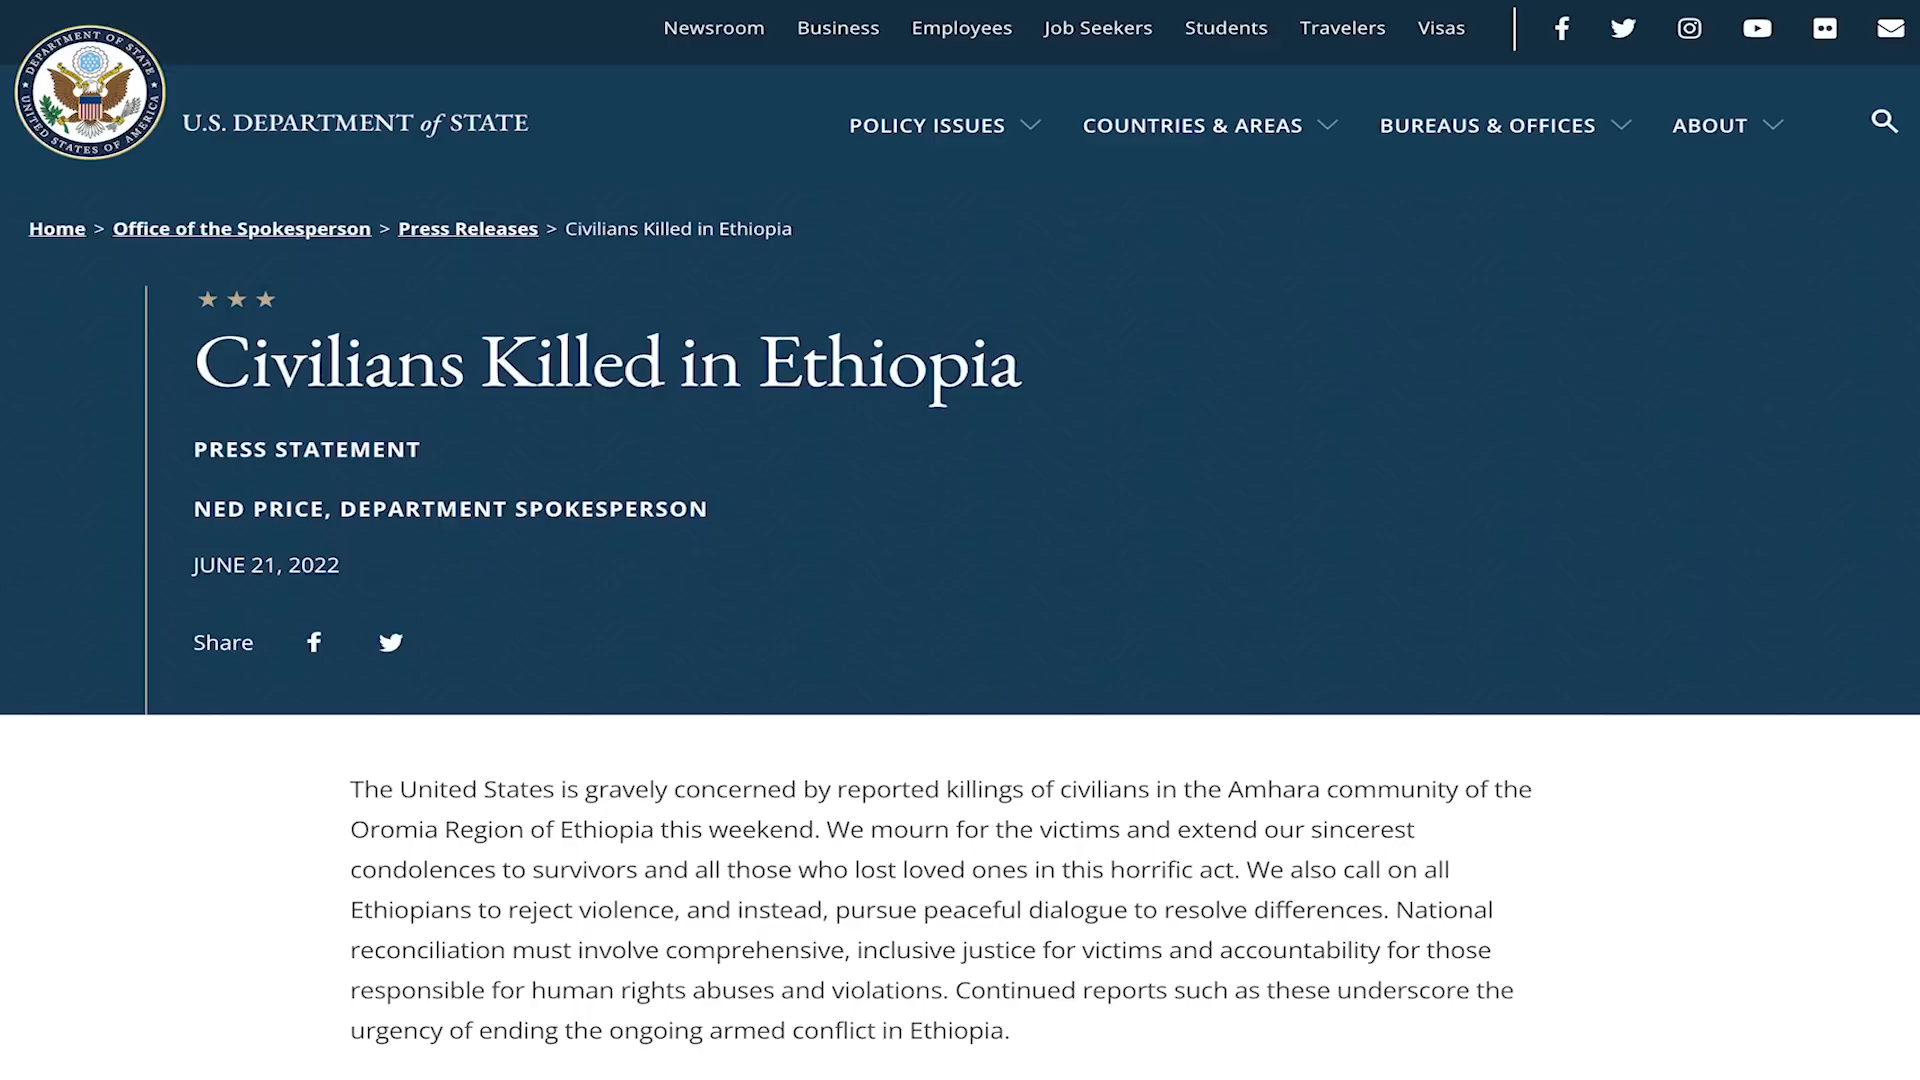 Newsroom Business Employees Job Seekers Students Travelers Visas
DEPARTMENT OF STATE
UNITED STATES OF AMERICA
U.S. DEPARTMENT of STATE
POLICY ISSUES COUNTRIES & AREAS BUREAUS & OFFICES ABOUT
Home > Office of the Spokesperson > Press Releases > Civilians Killed in Ethiopia
Civilians Killed in Ethiopia
PRESS STATEMENT
NED PRICE, DEPARTMENT SPOKESPERSON
JUNE 21, 2022
Share
The United States is gravely concerned by reported killings of civilians in the Amhara community of the
Oromia Region of Ethiopia this weekend. We mourn for the victims and extend our sincerest
condolences to survivors and all those who lost loved ones in this horrific act. We also call on all
Ethiopians to reject violence, and instead, pursue peaceful dialogue to resolve differences. National
reconciliation must involve comprehensive, inclusive justice for victims and accountability for those
responsible for human rights abuses and violations. Continued reports such as these underscore the
urgency of ending the ongoing armed conflict in Ethiopia.